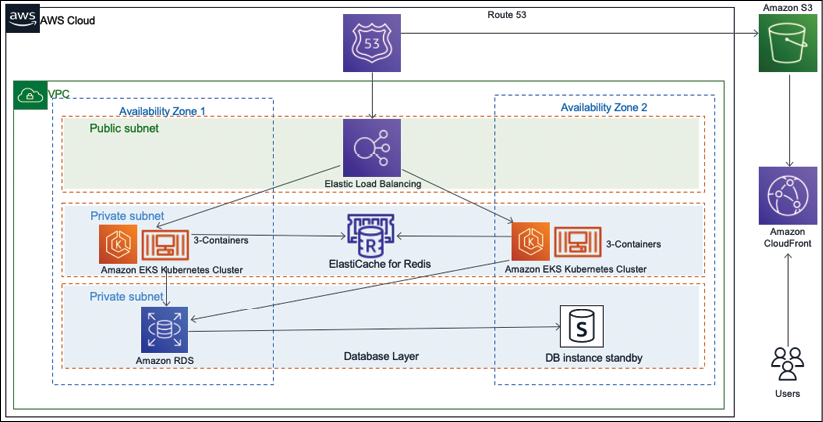 aws
AWS Cloud
Route 53
53
Amazon S3
VPC
Availability Zone 1
Availability Zone 2
Public subnet
Elastic Load Balancing
Amazon
CloudFront
Private subnet
K
3-Containers
R
ElastiCache for Redis
K
3-Containers
Amazon EKS Kubernetes Cluster
Amazon EKS Kubernetes Cluster
Private subnet
Amazon RDS
Database Layer
S
DB instance standby
Users